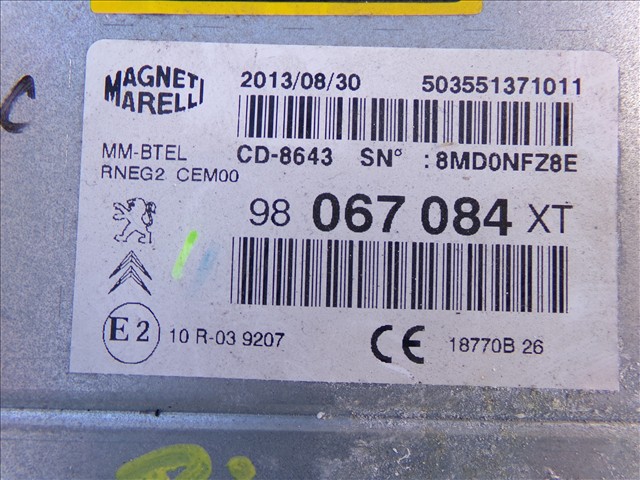 C
MAGNETI MARELLI
2013/08/30 503551371011
MM-BTEL CD-8643 SN° : 8MD0NFZ8E
RNEG2 CEM00
98 067 084 XT
E2 10 R-03 9207 CE 18770B 26